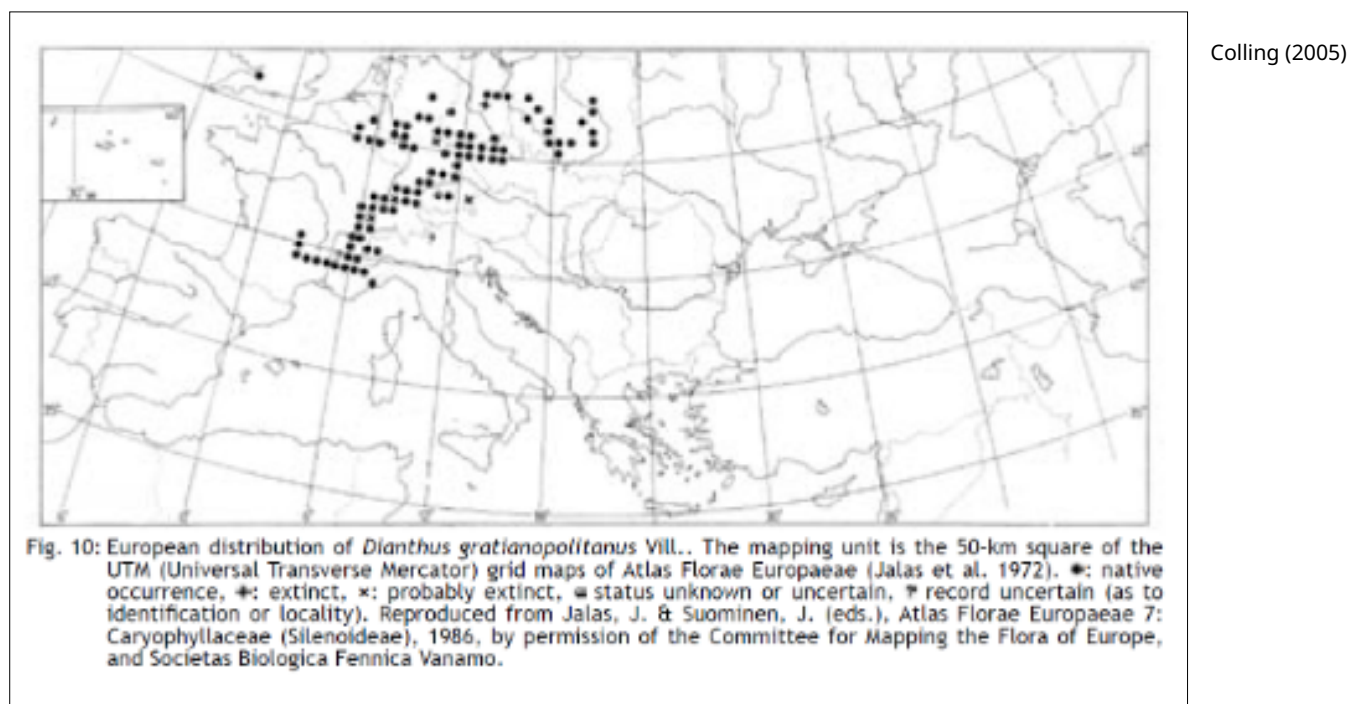 Colling (2005)
Fig. 10: European distribution of Dianthus gratianopolitanus Vill.. The mapping unit is the 50-km square of the
UTM (Universal Transverse Mercator) grid maps of Atlas Florae Europaeae (Jalas et al. 1972). ●: native
occurrence, +: extinct, ×: probably extinct, status unknown or uncertain, ? record uncertain (as to
identification or locality). Reproduced from Jalas, J. & Suominen, J. (eds.), Atlas Florae Europaeae 7:
Caryophyllaceae (Silenoideae), 1986, by permission of the Committee for Mapping the Flora of Europe,
and Societas Biologica Fennica Vanamo.